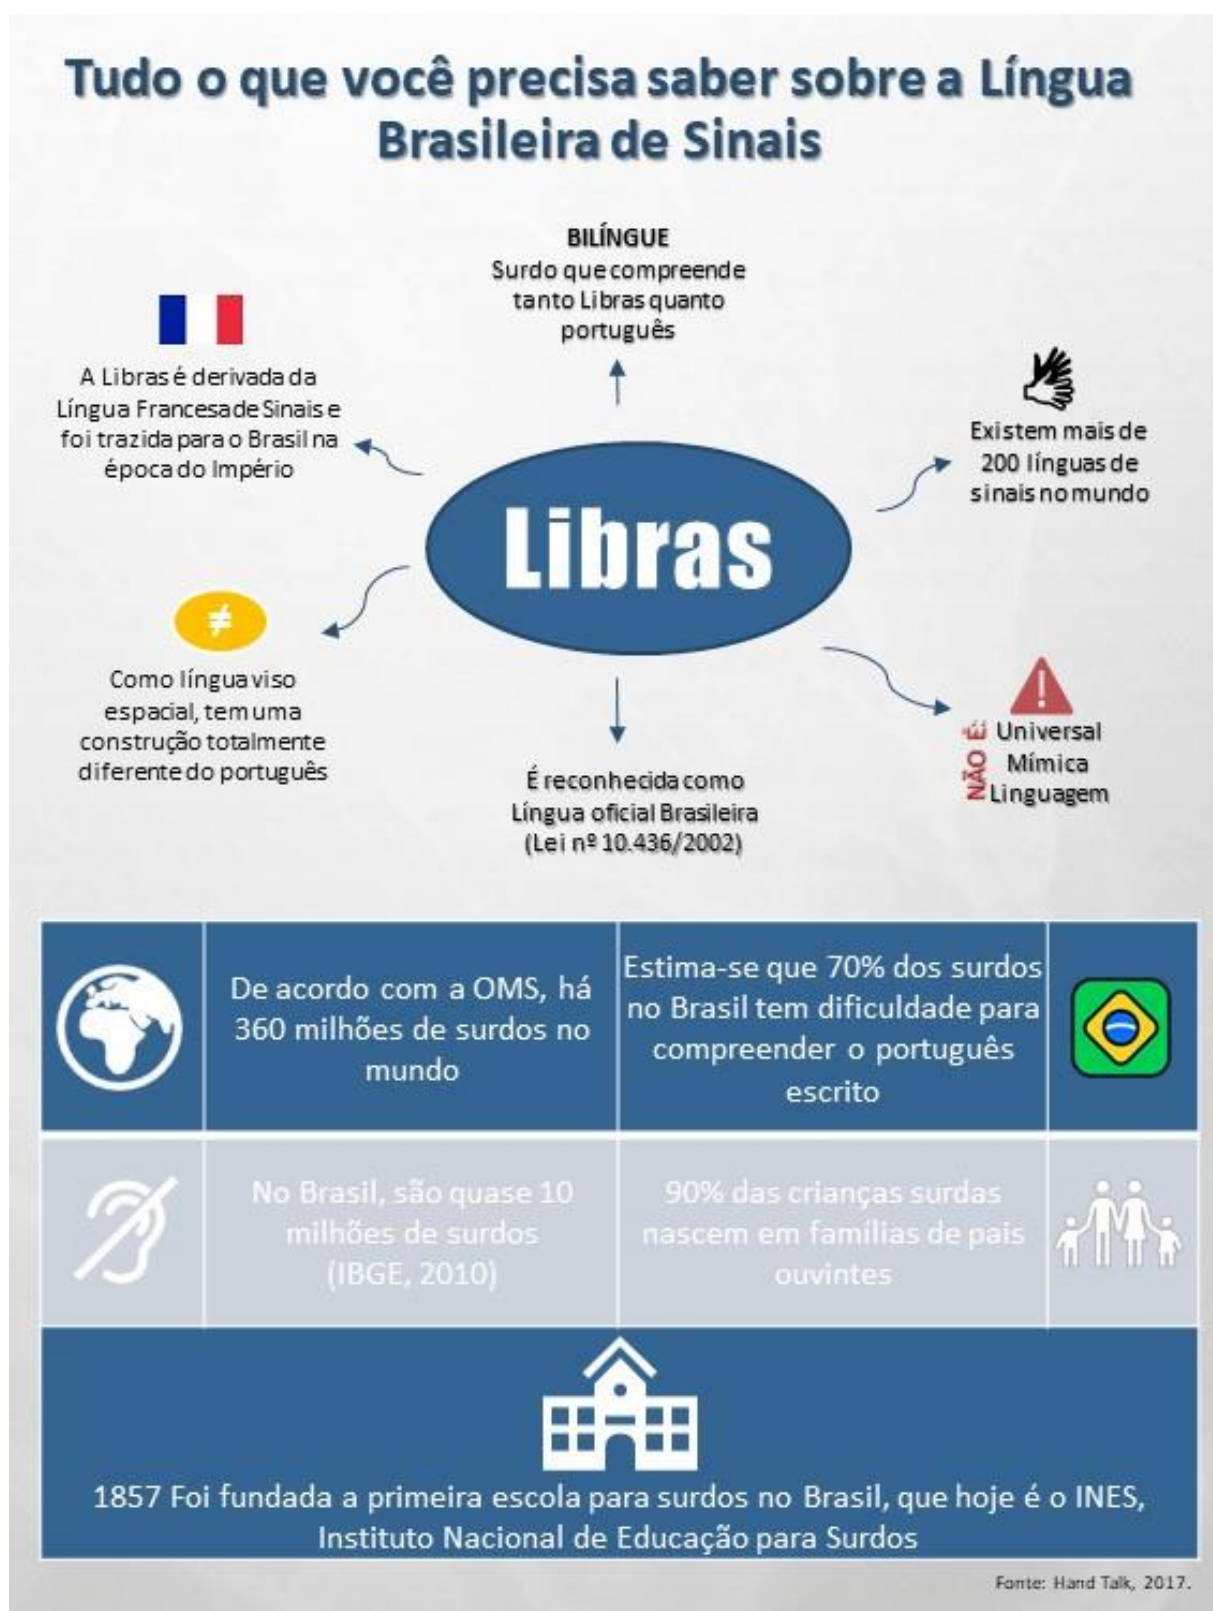 Tudo o que você precisa saber sobre a Língua
Brasileira de Sinais
BILÍNGUE
Surdo que compreende
tanto Libras quanto
português
A Libras é derivada da
Língua Francesa de Sinais e
foi trazida para o Brasil na
época do Império
Existem mais de
200 línguas de
sinais no mundo
Libras
≠
Como língua viso
espacial, tem uma
construção totalmente
diferente do português
É reconhecida como
Língua oficial Brasileira
(Lei nº 10.436/2002)
NÃO É:
Universal
Mímica
Linguagem
De acordo com a OMS, há
360 milhões de surdos no
mundo
Estima-se que 70% dos surdos
no Brasil tem dificuldade para
compreender o português
escrito
No Brasil, são quase 10
milhões de surdos
(IBGE, 2010)
90% das crianças surdas
nascem em famílias de pais
ouvintes
1857 Foi fundada a primeira escola para surdos no Brasil, que hoje é o INES,
Instituto Nacional de Educação para Surdos
Fonte: Hand Talk, 2017.